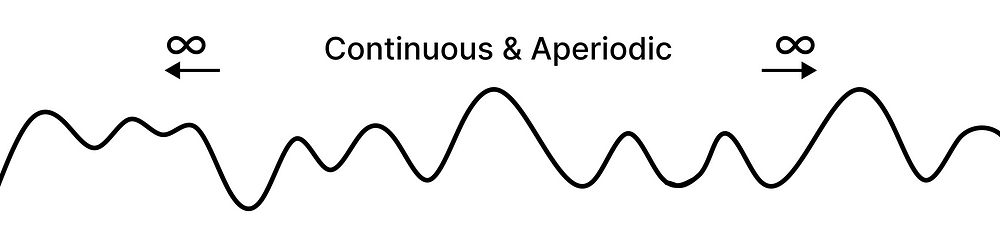 ∞ Continuous & Aperiodic ∞